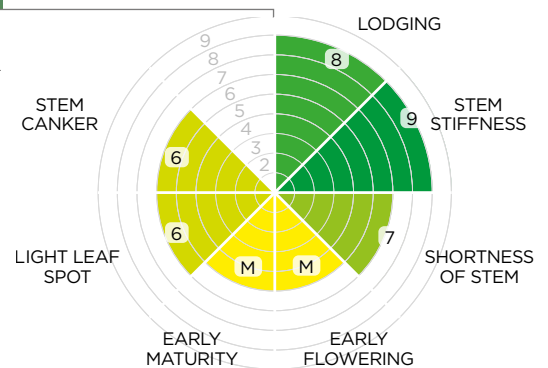 LODGING
9
8
7
6
5
4
3
2
8
STEM
STIFFNESS
9
STEM
CANKER
6
6
7
LIGHT LEAF
SPOT
SHORTNESS
OF STEM
M
M
EARLY
MATURITY
EARLY
FLOWERING